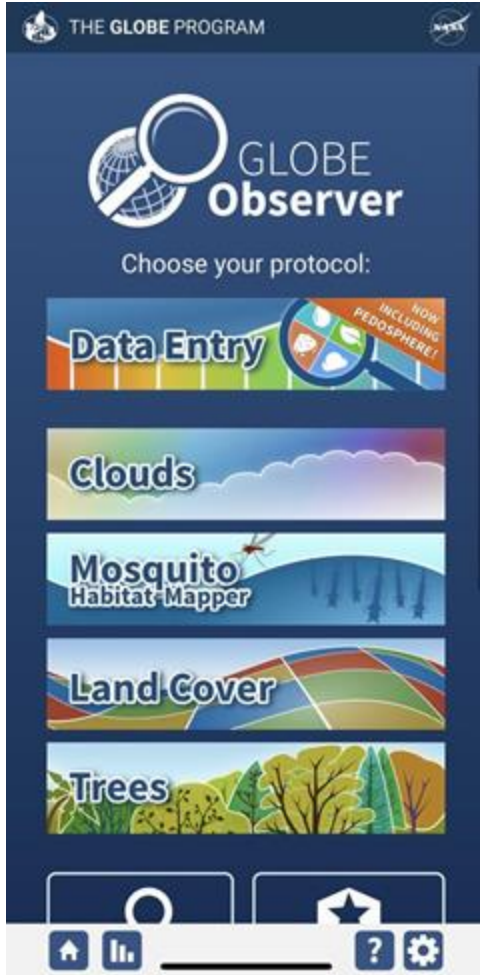 THE GLOBE PROGRAM
NASA
GLOBE
Observer
Choose your protocol:
Data Entry
NOW
INCLUDING
PEDOSPHERE!
Clouds
Mosquito
Habitat Mapper
Land Cover
Trees
?